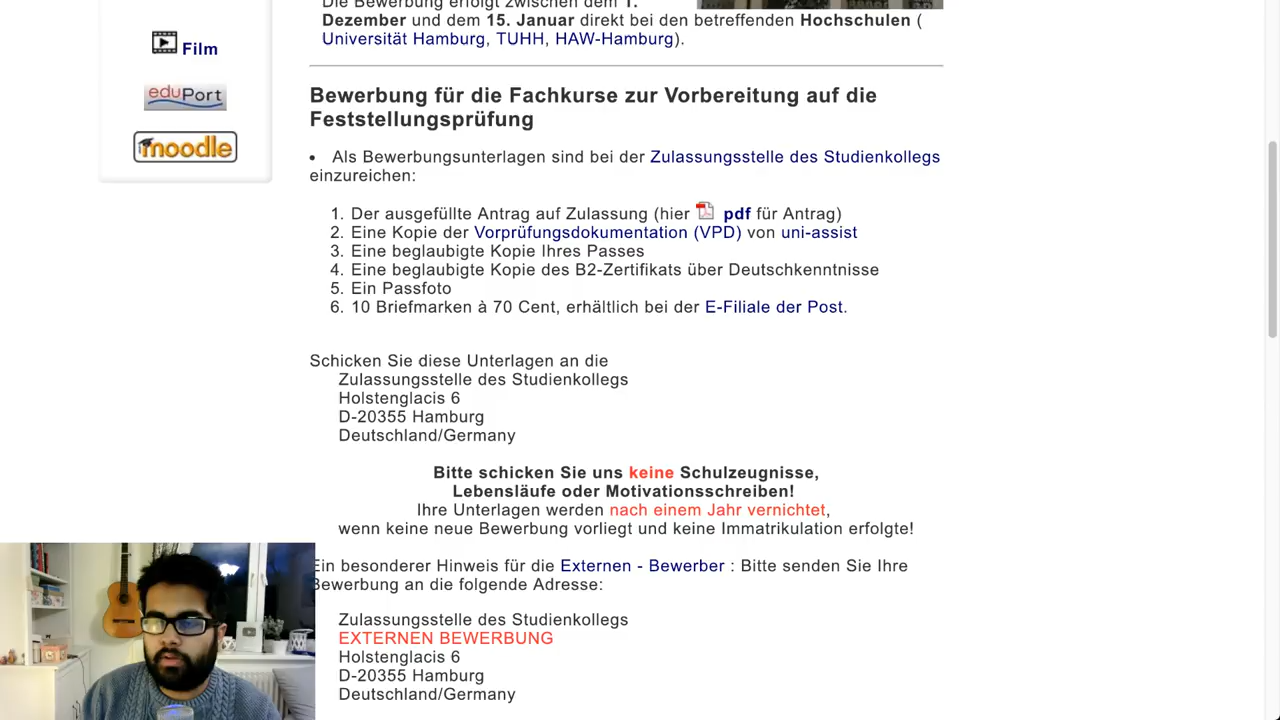 Die Bewerbung erfolgt zwischen dem 1.
Dezember und dem 15. Januar direkt bei den betreffenden Hochschulen (
Universität Hamburg, TUHH, HAW-Hamburg).
Film
eduPort
moodle
Bewerbung für die Fachkurse zur Vorbereitung auf die
Feststellungsprüfung
• Als Bewerbungsunterlagen sind bei der Zulassungsstelle des Studienkollegs
einzureichen:
1. Der ausgefüllte Antrag auf Zulassung (hier pdf für Antrag)
2. Eine Kopie der Vorprüfungsdokumentation (VPD) von uni-assist
3. Eine beglaubigte Kopie Ihres Passes
4. Eine beglaubigte Kopie des B2-Zertifikats über Deutschkenntnisse
5. Ein Passfoto
6. 10 Briefmarken à 70 Cent, erhältlich bei der E-Filiale der Post.
Schicken Sie diese Unterlagen an die
Zulassungsstelle des Studienkollegs
Holstenglacis 6
D-20355 Hamburg
Deutschland/Germany
Bitte schicken Sie uns keine Schulzeugnisse,
Lebensläufe oder Motivationsschreiben!
Ihre Unterlagen werden nach einem Jahr vernichtet,
wenn keine neue Bewerbung vorliegt und keine Immatrikulation erfolgte!
Ein besonderer Hinweis für die Externen - Bewerber : Bitte senden Sie Ihre
Bewerbung an die folgende Adresse:
Zulassungsstelle des Studienkollegs
EXTERNEN BEWERBUNG
Holstenglacis 6
D-20355 Hamburg
Deutschland/Germany